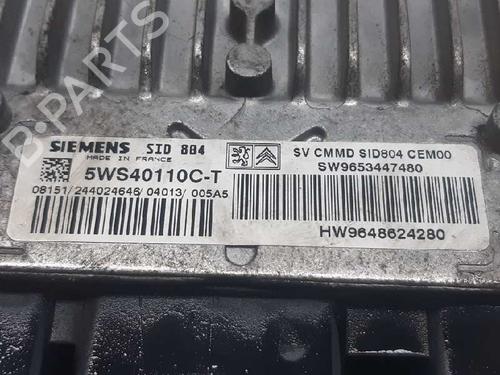 SIEMENS SID 804
MADE IN FRANCE
5WS40110C-T
08151/244024646/04013/005A5
SV CMMD SID804 CEM00
SW9653447480
HW9648624280
B-PARTS